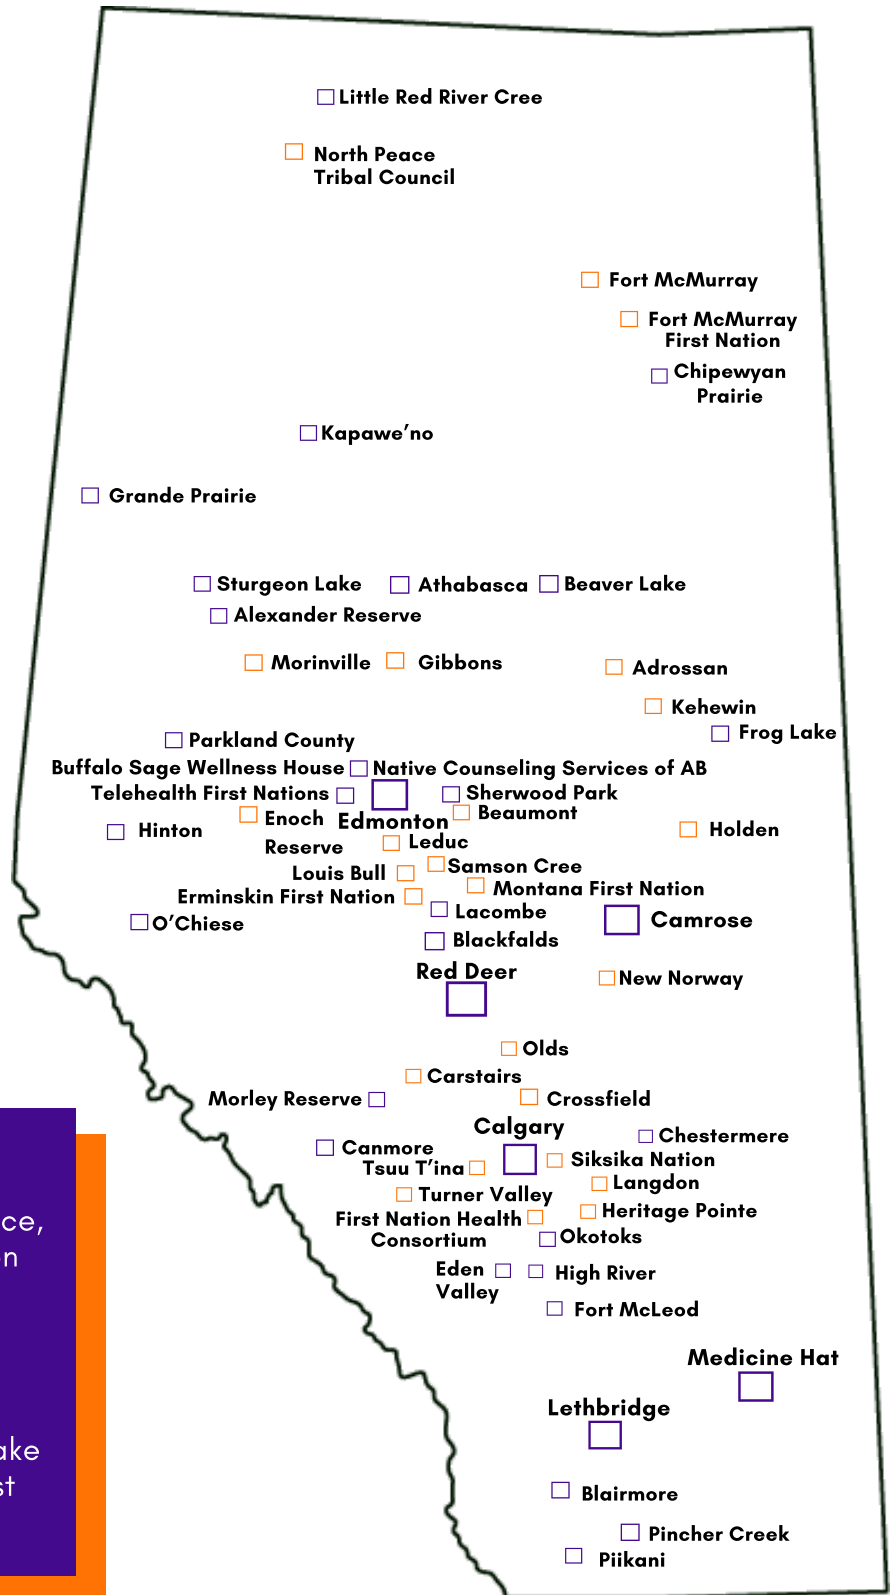 Little Red River Cree
North Peace
Tribal Council
Fort McMurray
Fort McMurray
First Nation
Chipewyan
Prairie
Kapawe’no
Grande Prairie
Sturgeon Lake
Athabasca
Beaver Lake
Alexander Reserve
Morinville
Gibbons
Adrossan
Kehewin
Frog Lake
Parkland County
Buffalo Sage Wellness House
Native Counseling Services of AB
Telehealth First Nations
Sherwood Park
Enoch
Reserve
Edmonton
Beaumont
Hinton
Holden
Leduc
Louis Bull
Samson Cree
Erminskin First Nation
Montana First Nation
Lacombe
O’Chiese
Camrose
Blackfalds
Red Deer
New Norway
Olds
Carstairs
Morley Reserve
Crossfield
Calgary
Chestermere
Canmore
Tsuu T’ina
Siksika Nation
Langdon
Turner Valley
First Nation Health
Consortium
Heritage Pointe
Okotoks
Eden
Valley
High River
Fort McLeod
Medicine Hat
Lethbridge
Blairmore
Pincher Creek
Piikani
ce,
n
ake
st